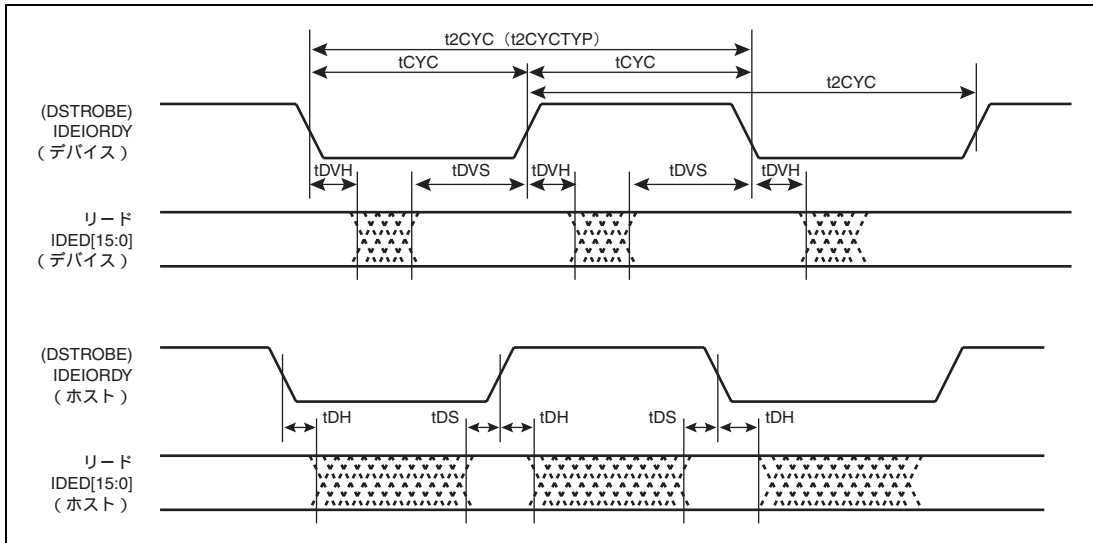 t2CYC（t2CYCTYP）
tCYC
tCYC
t2CYC
(DSTROBE)
IDEIORDY
（デバイス）
tDVH
tDVS
tDVH
tDVS
tDVH
リード
IDED[15:0]
（デバイス）
(DSTROBE)
IDEIORDY
（ホスト）
tDH
tDS
tDH
tDS
tDH
リード
IDED[15:0]
（ホスト）